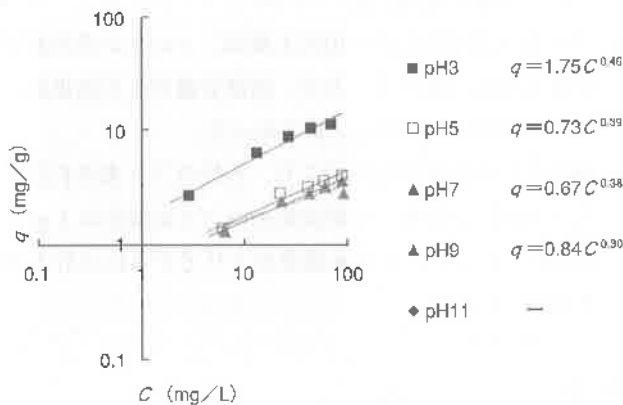 100
10
1
0.1
q (mg/g)
0.1 10 100
C (mg/L)
■ pH3 q=1.75C^0.46
□ pH5 q=0.73C^0.39
▲ pH7 q=0.67C^0.38
▲ pH9 q=0.84C^0.30
◆ pH11 —